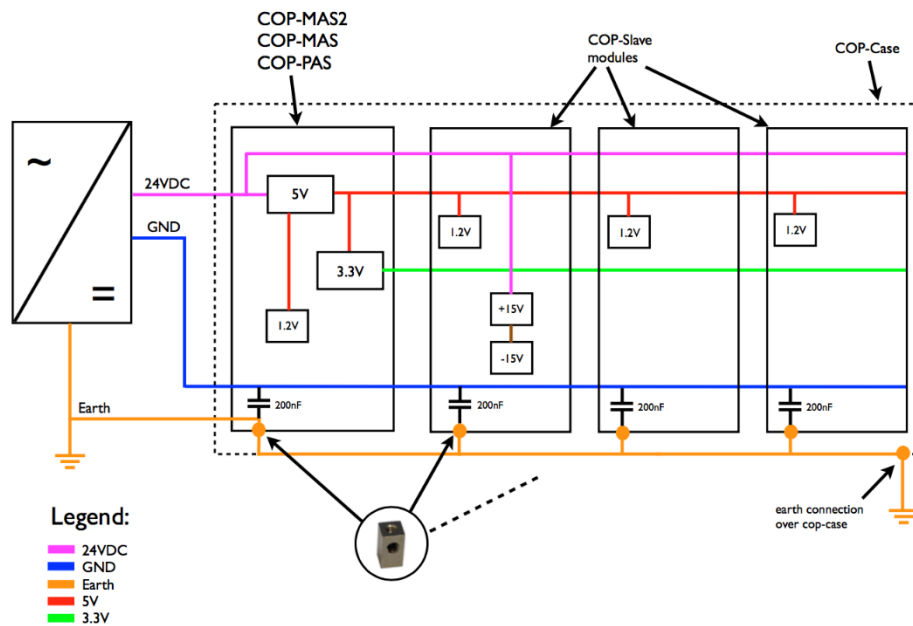 COP-MAS2
COP-MAS
COP-PAS
COP-Slave
modules
COP-Case
~
24VDC
GND
=
5V
3.3V
1.2V
1.2V
+15V
-15V
1.2V
1.2V
200nF
200nF
200nF
200nF
Earth
earth connection
over cop-case
Legend:
24VDC
GND
Earth
5V
3.3V